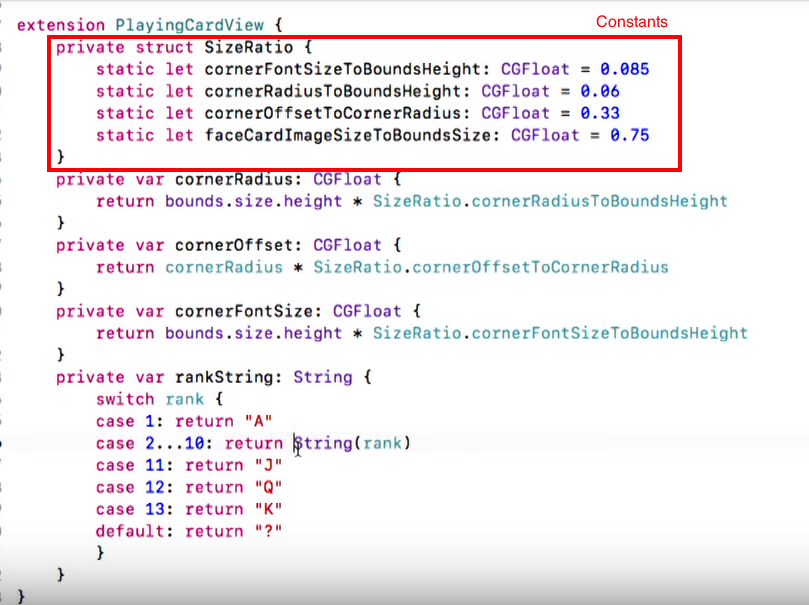 extension PlayingCardView {
Constants
private struct SizeRatio {
static let cornerFontSizeToBoundsHeight: CGFloat = 0.085
static let cornerRadiusToBoundsHeight: CGFloat = 0.06
static let cornerOffsetToCornerRadius: CGFloat = 0.33
static let faceCardImageSizeToBoundsSize: CGFloat = 0.75
}
private var cornerRadius: CGFloat {
return bounds.size.height * SizeRatio.cornerRadiusToBoundsHeight
}
private var cornerOffset: CGFloat {
return cornerRadius * SizeRatio.cornerOffsetToCornerRadius
}
private var cornerFontSize: CGFloat {
return bounds.size.height * SizeRatio.cornerFontSizeToBoundsHeight
}
private var rankString: String {
switch rank {
case 1: return "A"
case 2...10: return String(rank)
case 11: return "J"
case 12: return "Q"
case 13: return "K"
default: return "?"
}
}
}